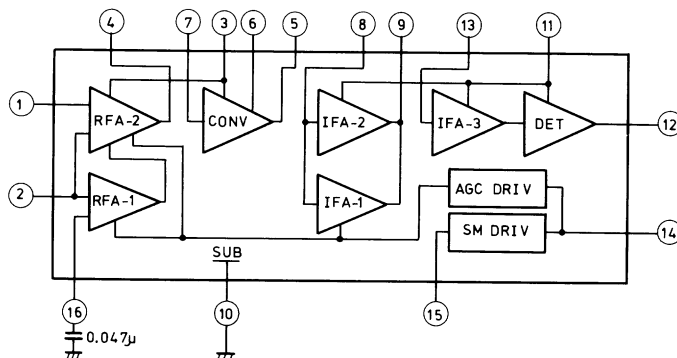 4 7 3 6 5 8 9 13 11
1
RFA-2 CONV IFA-2 IFA-3 DET 12
2
RFA-1 IFA-1 AGC DRIV
SM DRIV 14
SUB
16 10 15
0.047μ